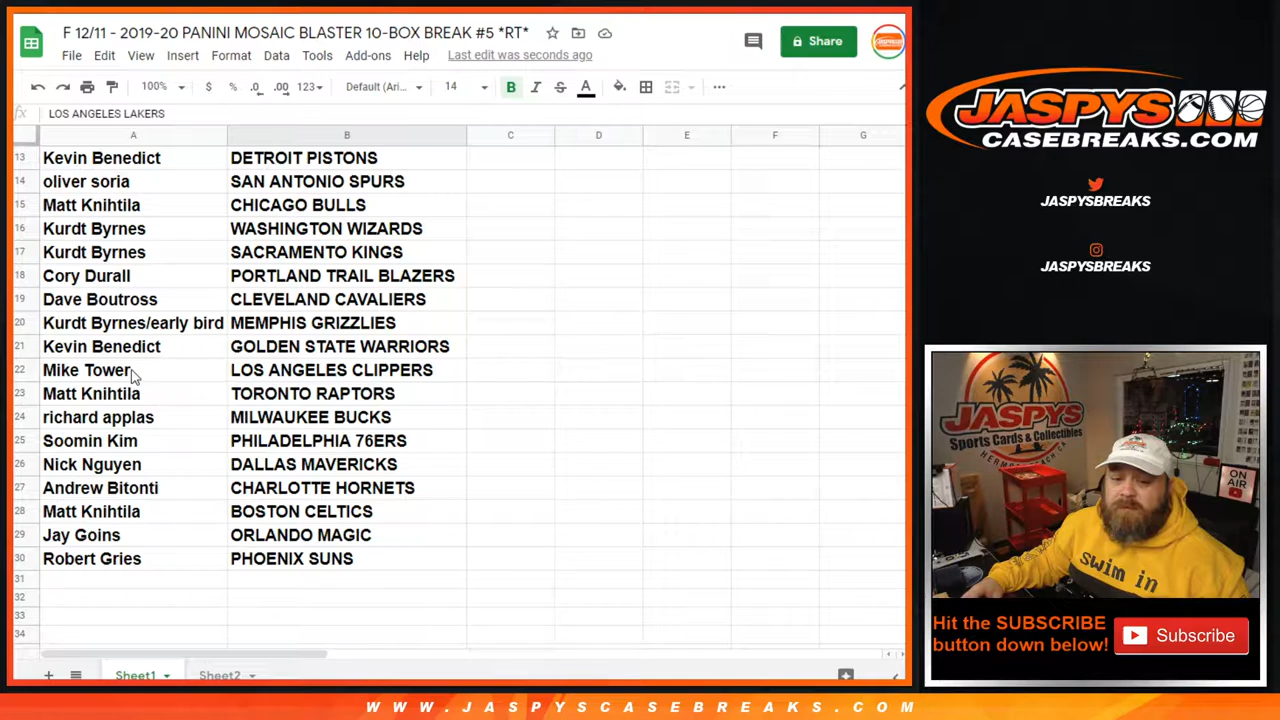 F 12/11 - 2019-20 PANINI MOSAIC BLASTER 10-BOX BREAK #5 *RT*
File Edit View Insert Format Data Tools Add-ons Help Last edit was seconds ago
Share
100% $ % .0 .00 123 Default (Ari... 14 B I S A
fx LOS ANGELES LAKERS
A B C D E F G
13 Kevin Benedict DETROIT PISTONS
14 oliver soria SAN ANTONIO SPURS
15 Matt Knihtila CHICAGO BULLS
16 Kurdt Byrnes WASHINGTON WIZARDS
17 Kurdt Byrnes SACRAMENTO KINGS
18 Cory Durall PORTLAND TRAIL BLAZERS
19 Dave Boutross CLEVELAND CAVALIERS
20 Kurdt Byrnes/early bird MEMPHIS GRIZZLIES
21 Kevin Benedict GOLDEN STATE WARRIORS
22 Mike Tower LOS ANGELES CLIPPERS
23 Matt Knihtila TORONTO RAPTORS
24 richard applas MILWAUKEE BUCKS
25 Soomin Kim PHILADELPHIA 76ERS
26 Nick Nguyen DALLAS MAVERICKS
27 Andrew Bitonti CHARLOTTE HORNETS
28 Matt Knihtila BOSTON CELTICS
29 Jay Goins ORLANDO MAGIC
30 Robert Gries PHOENIX SUNS
31
32
33
34
Sheet1 Sheet2
JASPYS
CASEBREAKS.COM
JASPYSBREAKS
JASPYSBREAKS
JASPYS
Sports Cards & Collectibles
HERMOSA BEACH, CA
ON AIR
swim in
Hit the SUBSCRIBE
button down below!
Subscribe
WWW.JASPYSCASEBREAKS.COM